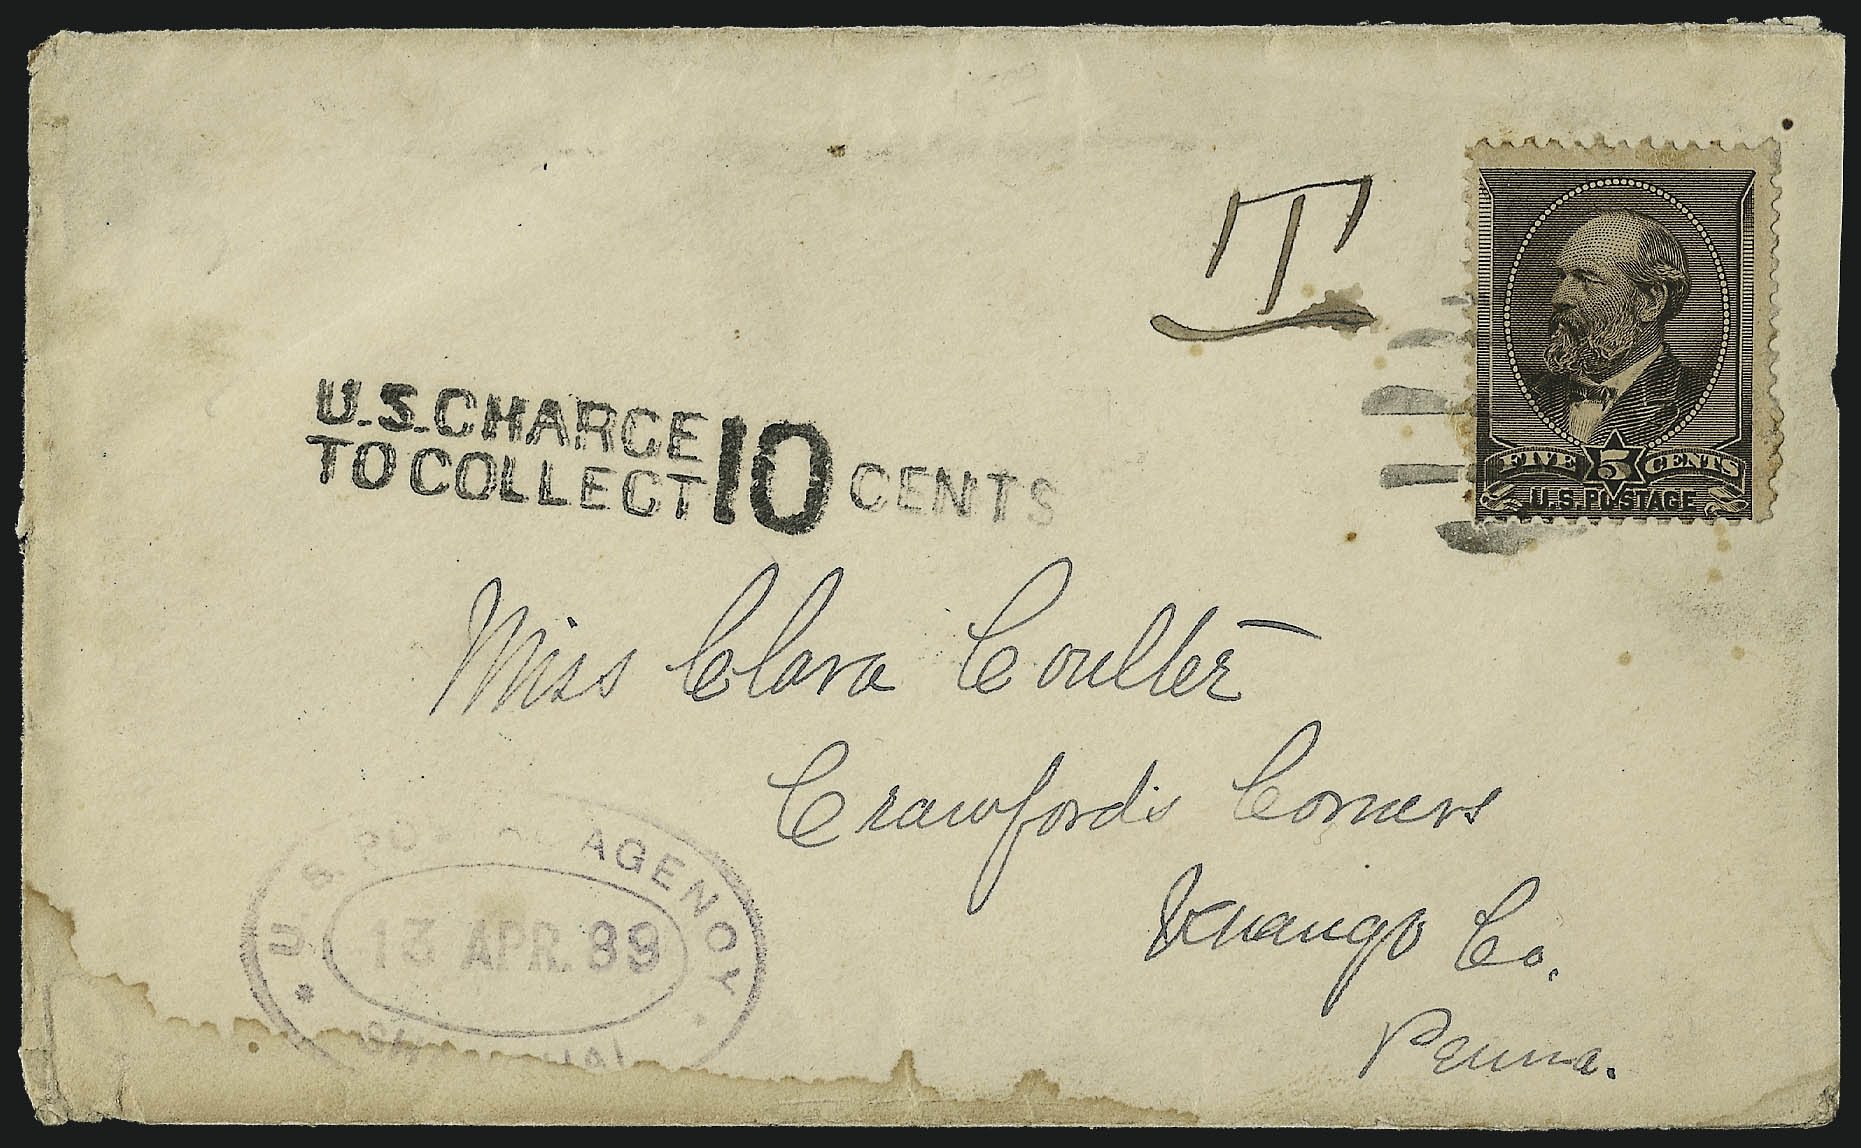 T
FIVE 5 CENTS
U.S. POSTAGE
U.S. CHARGE
TO COLLECT 10 CENTS
Miss Clara Coulter
Crawford's Corners
Venango Co.
Penna.
U. S. AGENCY
13 APR. 89